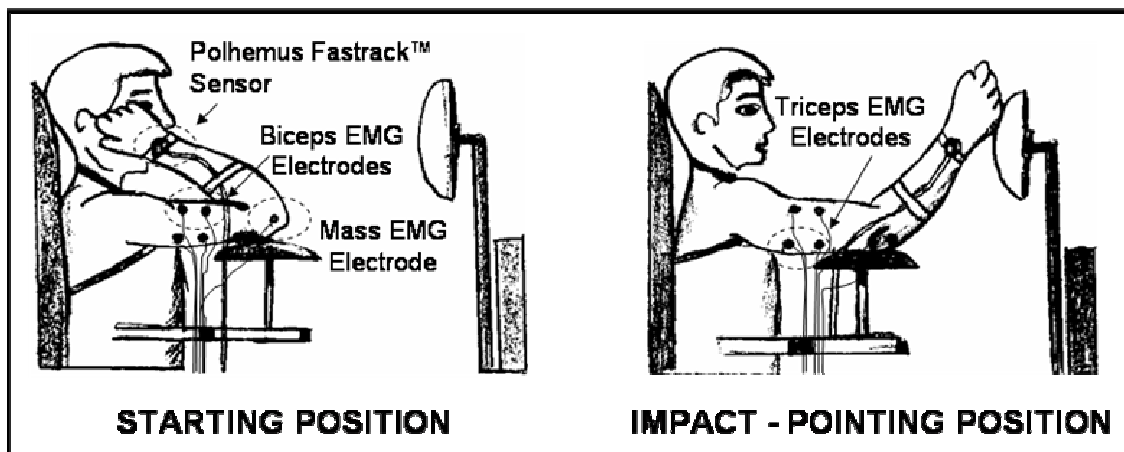 Polhemus Fastrack™
Sensor
Biceps EMG
Electrodes
Mass EMG
Electrode
STARTING POSITION
Triceps EMG
Electrodes
IMPACT - POINTING POSITION